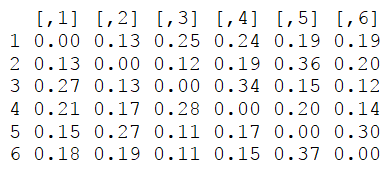 [,1] [,2] [,3] [,4] [,5] [,6]
1 0.00 0.13 0.25 0.24 0.19 0.19
2 0.13 0.00 0.12 0.19 0.36 0.20
3 0.27 0.13 0.00 0.34 0.15 0.12
4 0.21 0.17 0.28 0.00 0.20 0.14
5 0.15 0.27 0.11 0.17 0.00 0.30
6 0.18 0.19 0.11 0.15 0.37 0.00